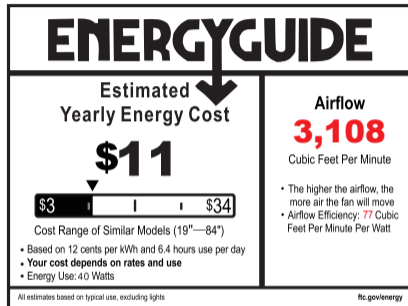 ENERGYGUIDE
Estimated
Yearly Energy Cost
$11
$3
$34
Cost Range of Similar Models (19"—84")
• Based on 12 cents per kWh and 6.4 hours use per day
• Your cost depends on rates and use
• Energy Use: 40 Watts
Airflow
3,108
Cubic Feet Per Minute
• The higher the airflow, the
more air the fan will move
• Airflow Efficiency: 77 Cubic
Feet Per Minute Per Watt
All estimates based on typical use, excluding lights
ftc.gov/energy